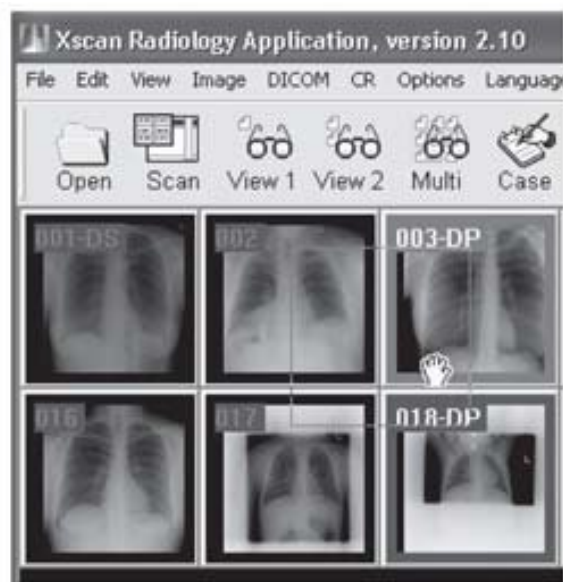 Xscan Radiology Application, version 2.10
File Edit View Image DICOM CR Options Language
Open Scan View 1 View 2 Multi Case
001-DS 002 003-DP
016 017 018-DP